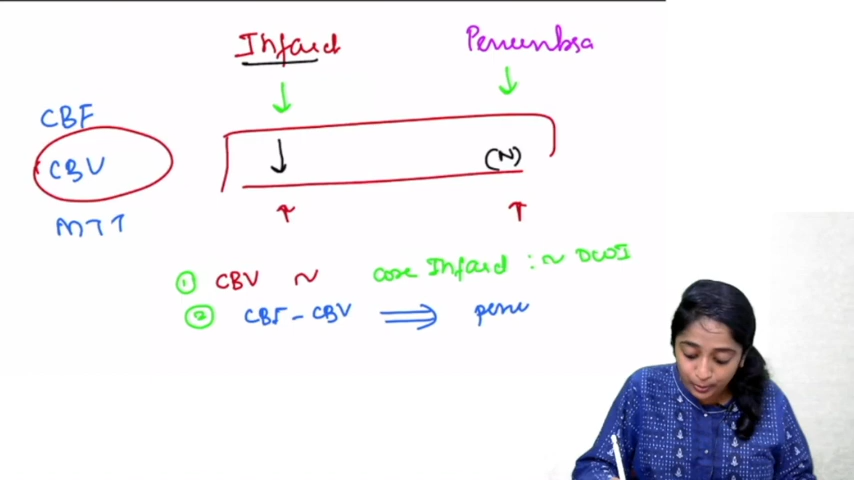 Infarct Penumbra
↓ ↓
CBF
CBV ↓ (N)
MTT ↑ ↑ ↑
① CBV ~ core Infarct : ~ DWI
② CBF - CBV ⟹ penu